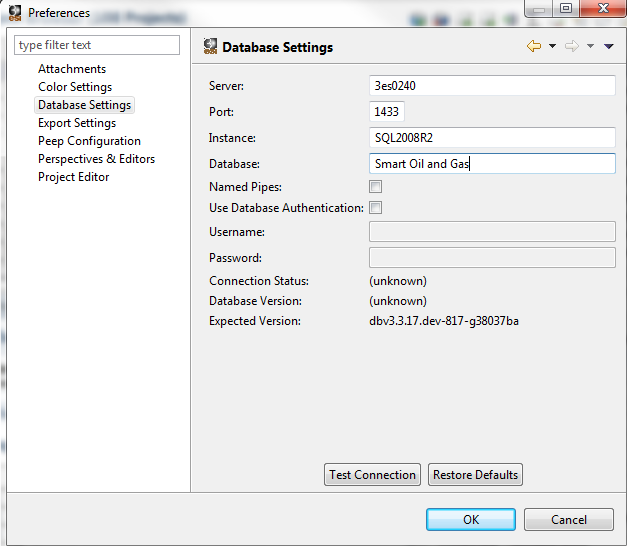 Preferences
type filter text
Attachments
Color Settings
Database Settings
Export Settings
Peep Configuration
Perspectives & Editors
Project Editor
Database Settings
Server: 3es0240
Port: 1433
Instance: SQL2008R2
Database: Smart Oil and Gas
Named Pipes:
Use Database Authentication:
Username:
Password:
Connection Status: (unknown)
Database Version: (unknown)
Expected Version: dbv3.3.17.dev-817-g38037ba
Test Connection Restore Defaults
OK Cancel